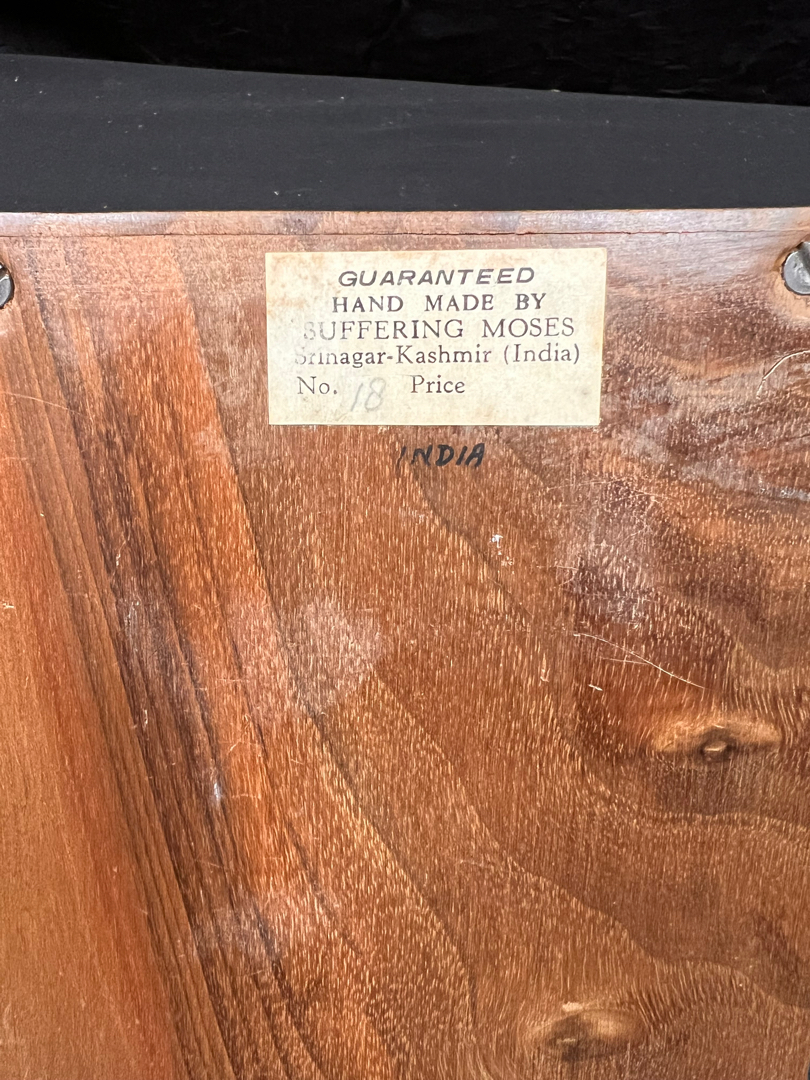 GUARANTEED
HAND MADE BY
SUFFERING MOSES
Srinagar-Kashmir (India)
No. 18 Price
INDIA